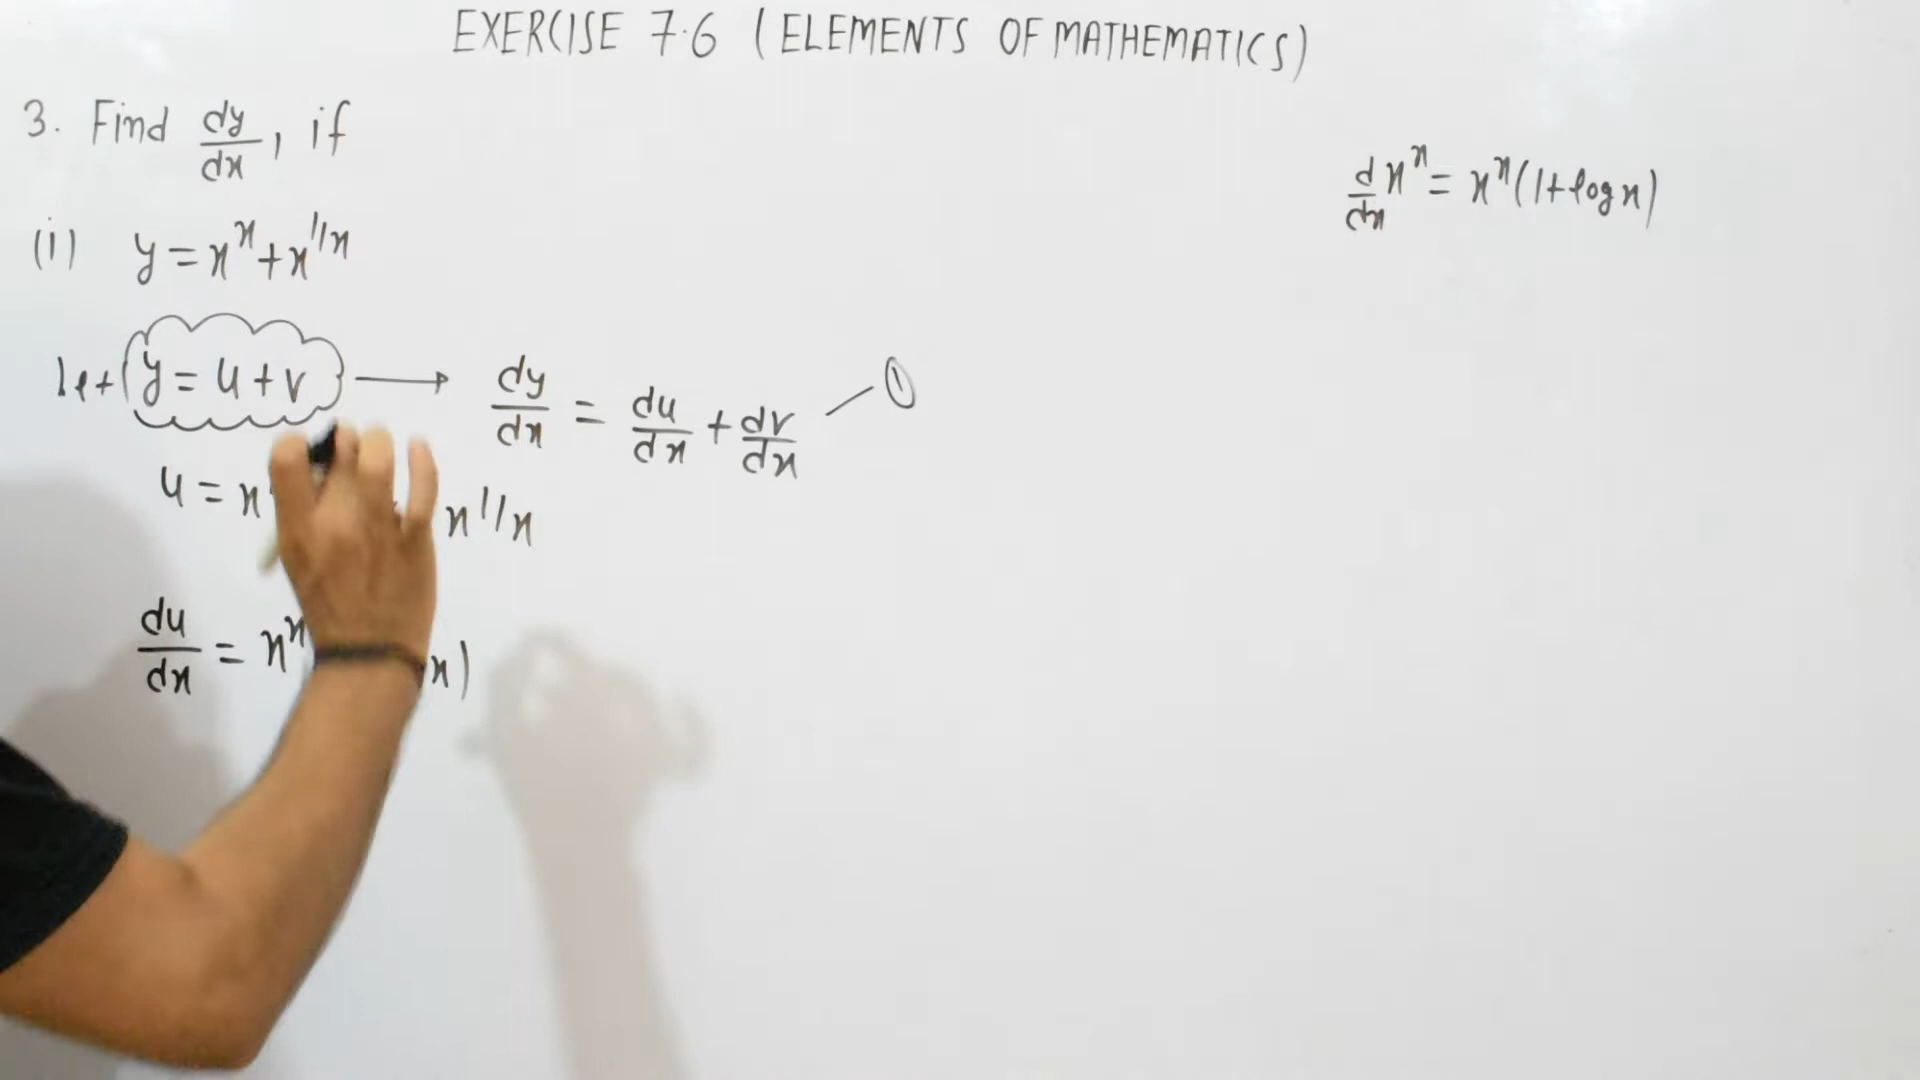 EXERCISE 7.6 (ELEMENTS OF MATHEMATICS)
3. Find dy/dx, if
d/dx x^x = x^x(1+log x)
(i) y = x^x + x^1/x
let y = u + v → dy/dx = du/dx + dv/dx — ①
u = x x^1/x
du/dx = x^x x)